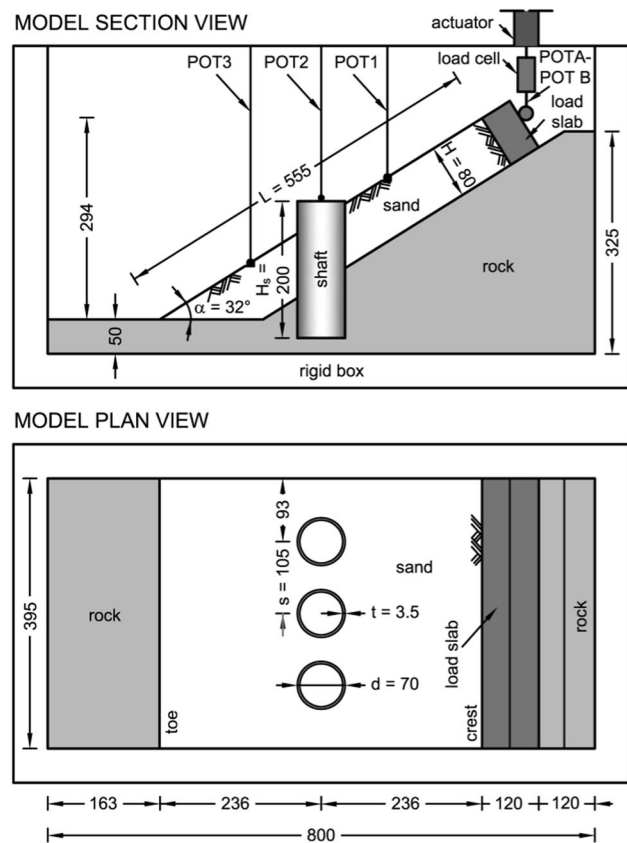 MODEL SECTION VIEW
actuator
POT3
POT2
POT1
load cell
POTA-
POT B
load
slab
L = 555
H = 80
294
sand
325
Hs =
200
shaft
rock
α = 32°
50
rigid box
MODEL PLAN VIEW
93
s = 105
sand
395
rock
t = 3.5
load slab
rock
d = 70
toe
crest
163
236
236
120
120
800